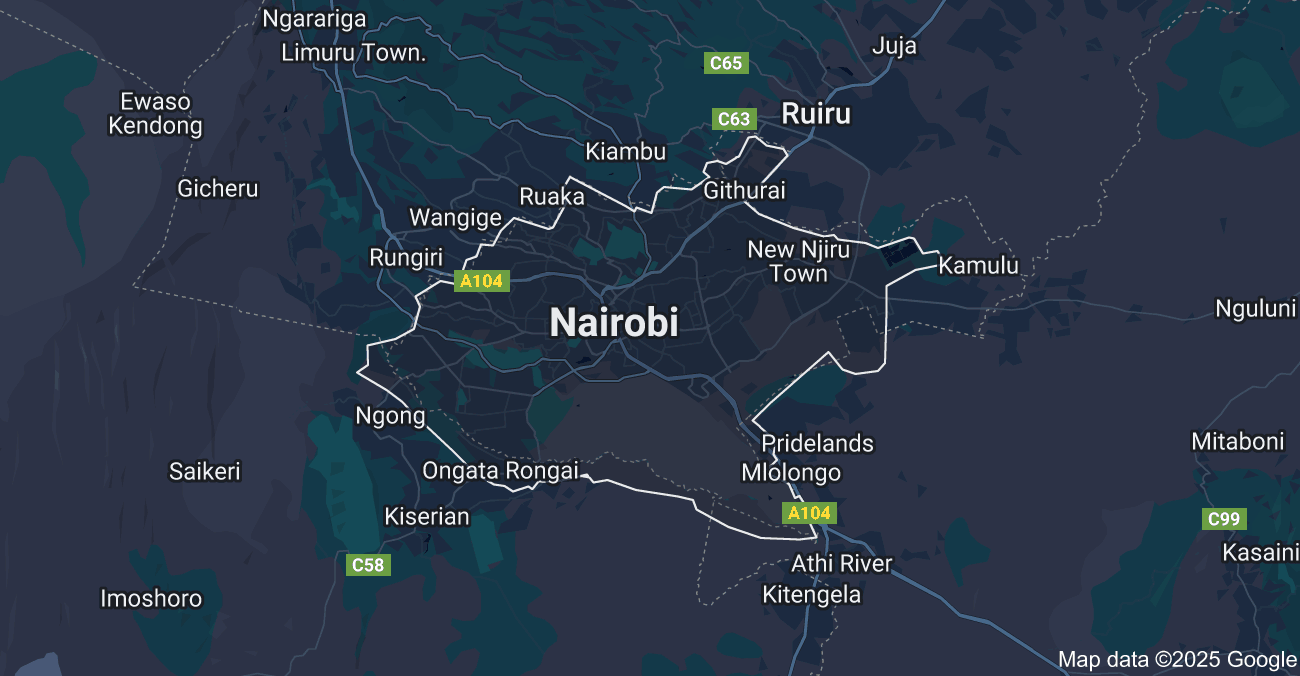 Ngarariga
Limuru Town.
Juja
C65
Ewaso
Kendong
Ruiru
C63
Kiambu
Gicheru
Ruaka
Githurai
Wangige
Rungiri
New Njiru
Town
Kamulu
A104
Nguluni
Nairobi
Ngong
Pridelands
Mitaboni
Saikeri
Ongata Rongai
Mlolongo
Kiserian
A104
C99
Kasaini
C58
Athi River
Imoshoro
Kitengela
Map data ©2025 Google